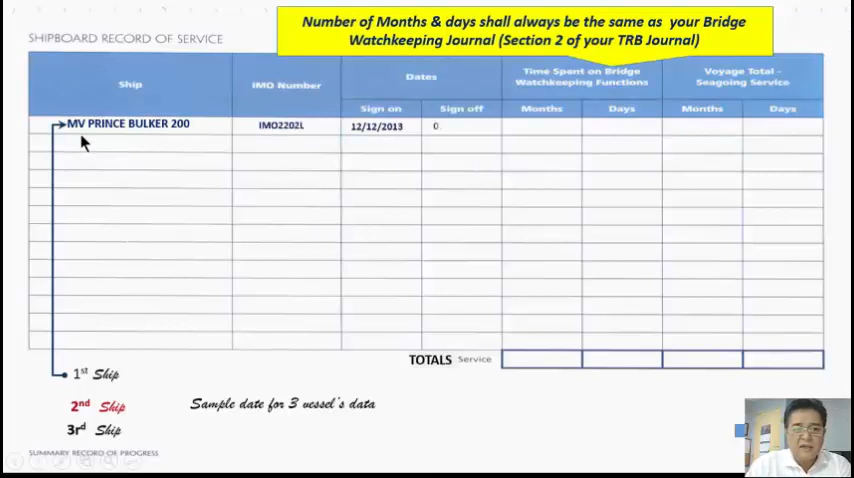 Number of Months & days shall always be the same as your Bridge
Watchkeeping Journal (Section 2 of your TRB Journal)
SHIPBOARD RECORD OF SERVICE
Ship
IMO Number
Dates
Time Spent on Bridge
Watchkeeping Functions
Voyage Total –
Seagoing Service
Sign on
Sign off
Months
Days
Months
Days
MV PRINCE BULKER 200
IMO2202L
12/12/2013
0
TOTALS Service
1st Ship
2nd Ship
Sample date for 3 vessel's data
3rd Ship
SUMMARY RECORD OF PROGRESS